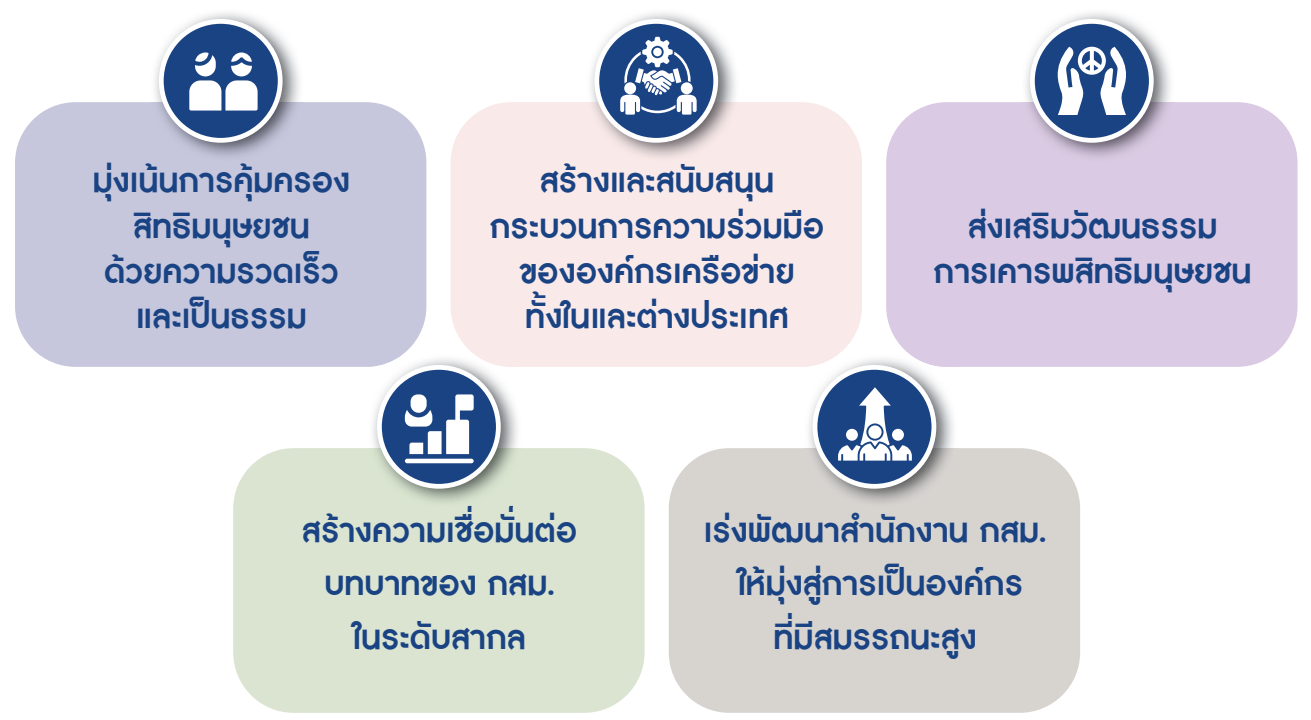 มุ่งเน้นการคุ้มครอง
สิทธิมนุษยชน
ด้วยความรวดเร็ว
และเป็นธรรม
สร้างและสนับสนุน
กระบวนการความร่วมมือ
ขององค์กรเครือข่าย
ทั้งในและต่างประเทศ
ส่งเสริมวัฒนธรรม
การเคารพสิทธิมนุษยชน
สร้างความเชื่อมั่นต่อ
บทบาทของ กสม.
ในระดับสากล
เร่งพัฒนาสำนักงาน กสม.
ให้มุ่งสู่การเป็นองค์กร
ที่มีสมรรถนะสูง